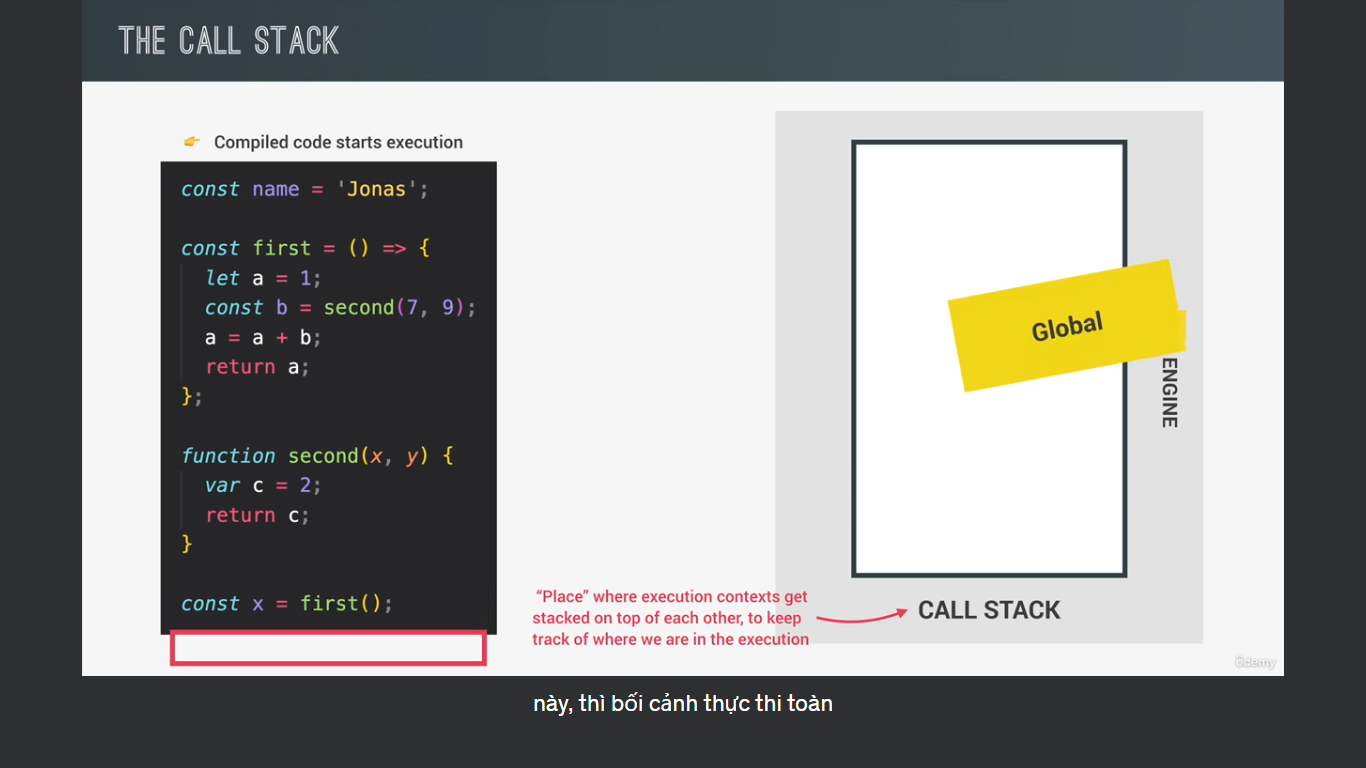 THE CALL STACK
👉 Compiled code starts execution
const name = 'Jonas';
const first = () => {
let a = 1;
const b = second(7, 9);
a = a + b;
return a;
};
function second(x, y) {
var c = 2;
return c;
}
const x = first();
Global
ENGINE
“Place” where execution contexts get
stacked on top of each other, to keep
track of where we are in the execution
CALL STACK
Udemy
này, thì bối cảnh thực thi toàn